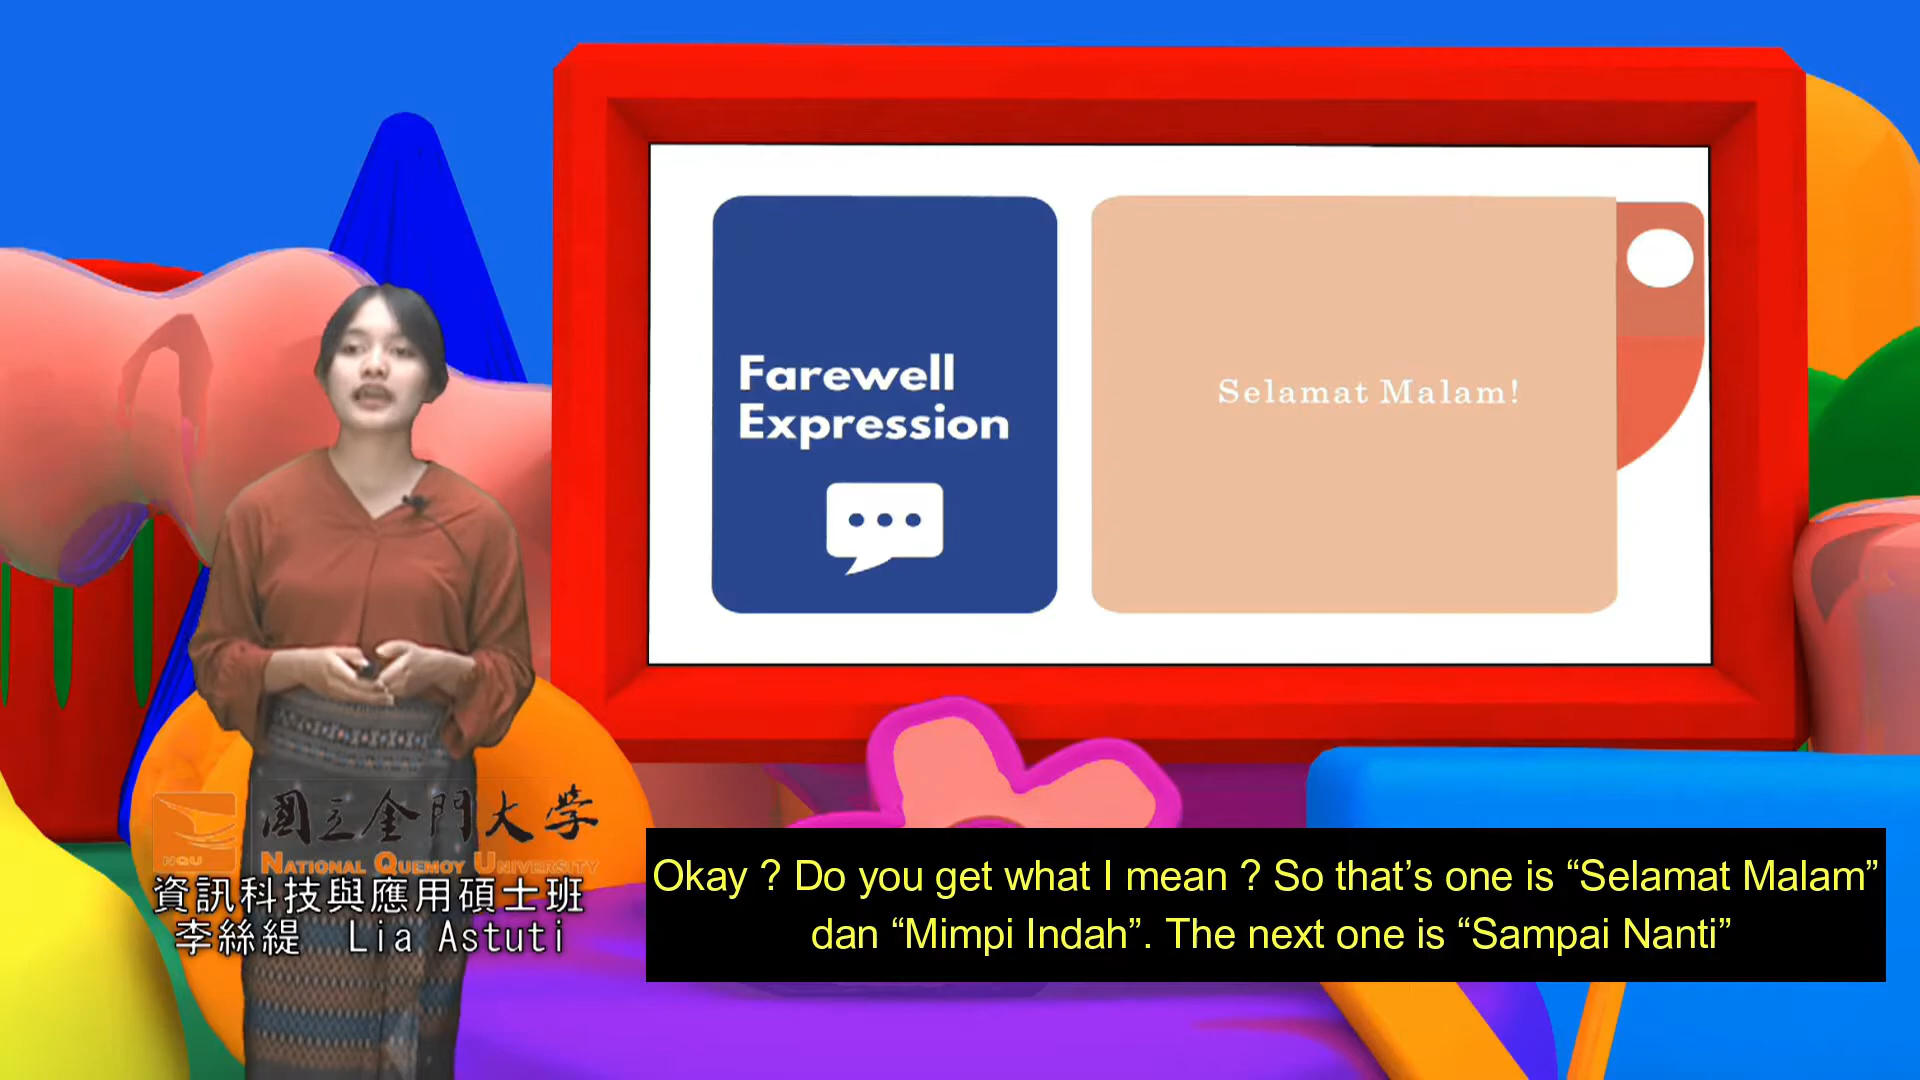 Farewell
Expression
Selamat Malam!
國立金門大學
NQU
NATIONAL QUEMOY UNIVERSITY
資訊科技與應用碩士班
李絲緹 Lia Astuti
Okay ? Do you get what I mean ? So that’s one is “Selamat Malam”
dan “Mimpi Indah”. The next one is “Sampai Nanti”